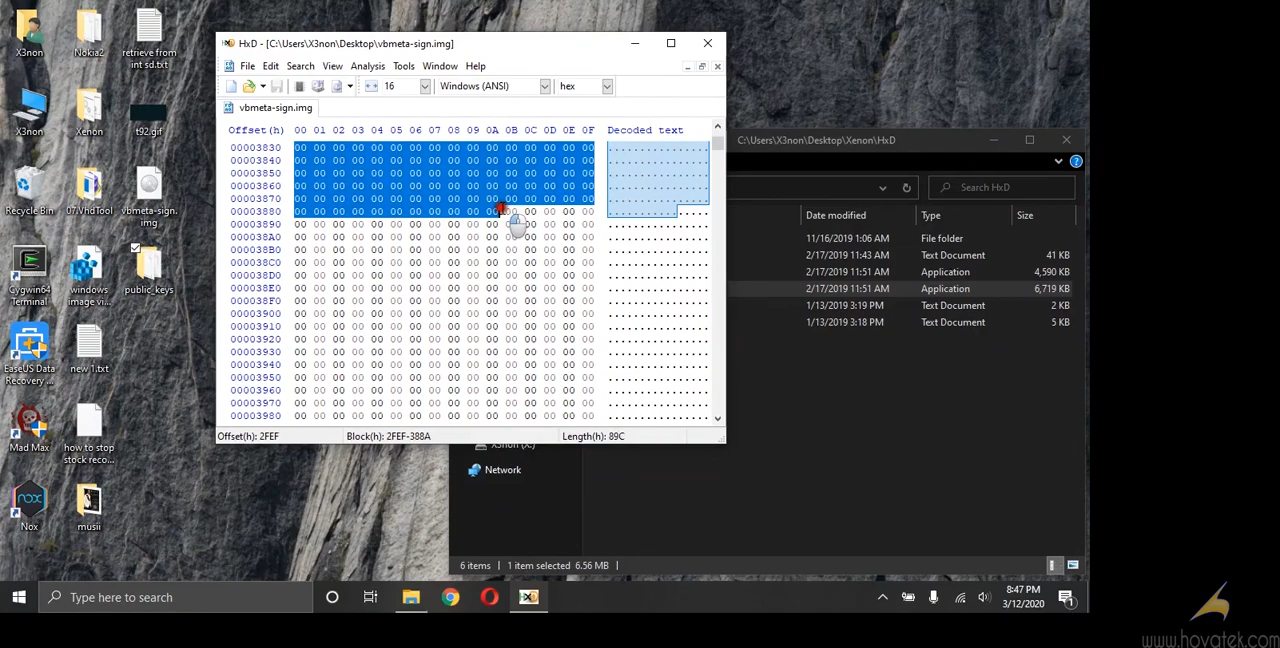 X3non
Nokia2
retrieve from
int sd.txt
X3non
Xenon
t92.gif
Recycle Bin
07.VhdTool
vbmeta-sign.
img
Cygwin64
Terminal
windows
image vi...
public_keys
EaseUS Data
Recovery ...
new 1.txt
Mad Max
how to stop
stock reco...
Nox
musii
HxD - [C:\Users\X3non\Desktop\vbmeta-sign.img]
File Edit Search View Analysis Tools Window Help
16 Windows (ANSI) hex
vbmeta-sign.img
Offset(h) 00 01 02 03 04 05 06 07 08 09 0A 0B 0C 0D 0E 0F Decoded text
00003830 00 00 00 00 00 00 00 00 00 00 00 00 00 00 00 00 ................
00003840 00 00 00 00 00 00 00 00 00 00 00 00 00 00 00 00 ................
00003850 00 00 00 00 00 00 00 00 00 00 00 00 00 00 00 00 ................
00003860 00 00 00 00 00 00 00 00 00 00 00 00 00 00 00 00 ................
00003870 00 00 00 00 00 00 00 00 00 00 00 00 00 00 00 00 ................
00003880 00 00 00 00 00 00 00 00 00 00 00 00 00 00 00 00 ................
00003890 00 00 00 00 00 00 00 00 00 00 00 00 00 00 00 00 ................
000038A0 00 00 00 00 00 00 00 00 00 00 00 00 00 00 00 00 ................
000038B0 00 00 00 00 00 00 00 00 00 00 00 00 00 00 00 00 ................
000038C0 00 00 00 00 00 00 00 00 00 00 00 00 00 00 00 00 ................
000038D0 00 00 00 00 00 00 00 00 00 00 00 00 00 00 00 00 ................
000038E0 00 00 00 00 00 00 00 00 00 00 00 00 00 00 00 00 ................
000038F0 00 00 00 00 00 00 00 00 00 00 00 00 00 00 00 00 ................
00003900 00 00 00 00 00 00 00 00 00 00 00 00 00 00 00 00 ................
00003910 00 00 00 00 00 00 00 00 00 00 00 00 00 00 00 00 ................
00003920 00 00 00 00 00 00 00 00 00 00 00 00 00 00 00 00 ................
00003930 00 00 00 00 00 00 00 00 00 00 00 00 00 00 00 00 ................
00003940 00 00 00 00 00 00 00 00 00 00 00 00 00 00 00 00 ................
00003950 00 00 00 00 00 00 00 00 00 00 00 00 00 00 00 00 ................
00003960 00 00 00 00 00 00 00 00 00 00 00 00 00 00 00 00 ................
00003970 00 00 00 00 00 00 00 00 00 00 00 00 00 00 00 00 ................
00003980 00 00 00 00 00 00 00 00 00 00 00 00 00 00 00 00 ................
Offset(h): 2FEF Block(h): 2FEF-388A Length(h): 89C
C:\Users\X3non\Desktop\Xenon\HxD
Search HxD
Date modified Type Size
11/16/2019 1:06 AM File folder
2/17/2019 11:43 AM Text Document 41 KB
2/17/2019 11:51 AM Application 4,590 KB
2/17/2019 11:51 AM Application 6,719 KB
1/13/2019 3:19 PM Text Document 2 KB
1/13/2019 3:18 PM Text Document 5 KB
Network
6 items 1 item selected 6.56 MB
Type here to search
8:47 PM
3/12/2020
1
www.hovatek.com